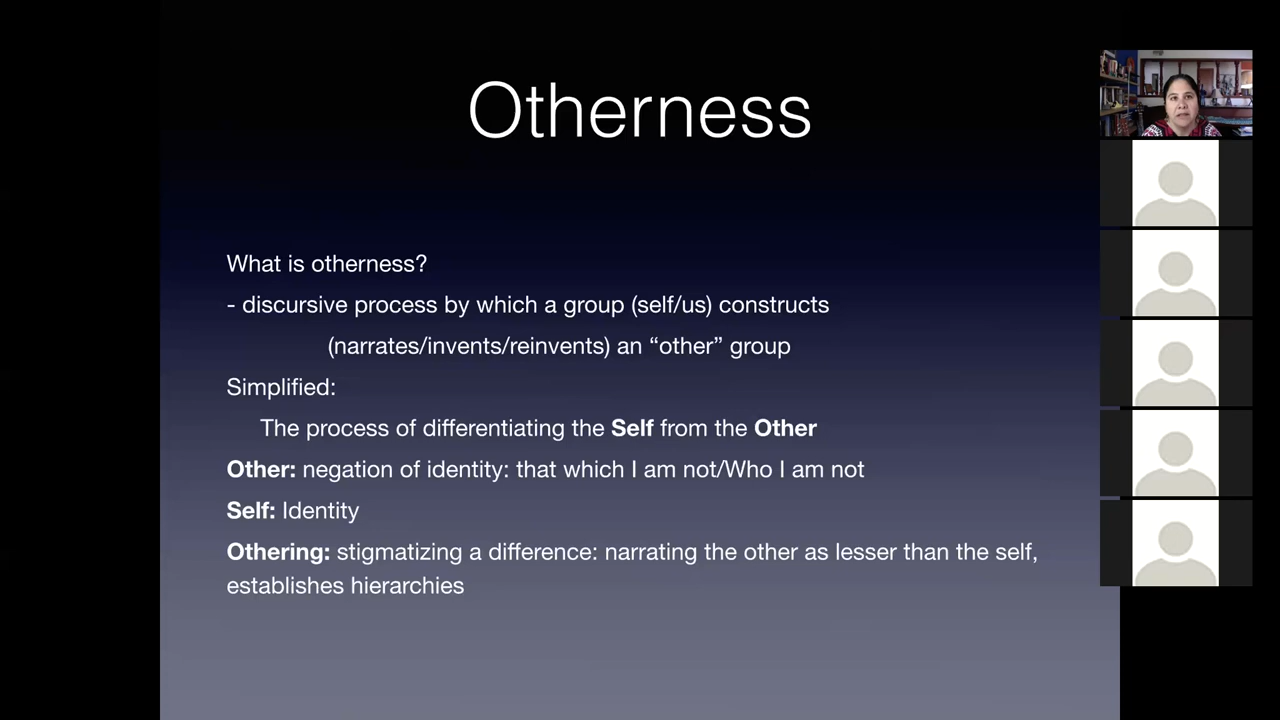 Otherness
What is otherness?
- discursive process by which a group (self/us) constructs
(narrates/invents/reinvents) an “other” group
Simplified:
The process of differentiating the Self from the Other
Other: negation of identity: that which I am not/Who I am not
Self: Identity
Othering: stigmatizing a difference: narrating the other as lesser than the self,
establishes hierarchies